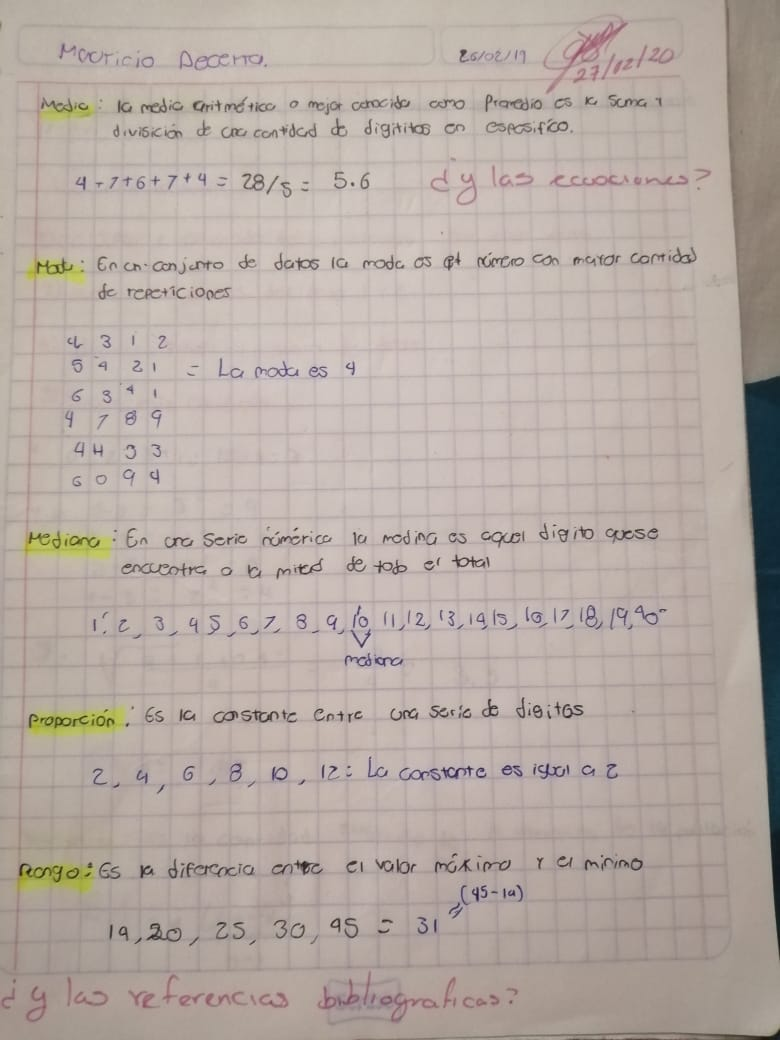 Mauricio Becerra.
26/02/19
27/02/20
Media: la media aritmética o mejor conocida como Promedio es la suma y
división de una contidad de digititos en esposifico.
4+7+6+7+4 = 28/5 = 5.6
¿y las ecuaciones?
Moda: En un conjunto de datos la moda es el número con mayor cantidad
de repeticiones
4 3 1 2
5 4 2 1 = La moda es 4
6 3 4 1
4 7 8 9
4 4 3 3
6 0 9 4
Mediana: En una serie númérica la medina es aquel digito quese
encuentra a la mitad de todo el total
1, 2, 3, 4 5, 6, 7, 8, 9, 10, 11, 12, 13, 14, 15, 16, 17, 18, 19, 20
mediana
Proporción: Es la constante entre una serie de digitos
2, 4, 6, 8, 10, 12: La constante es igual a 2
Rongo: Es la diferencia entre el valor máximo y el minimo
(45-14)
14, 20, 25, 30, 45 = 31
¿y las referencias bibliograficas?